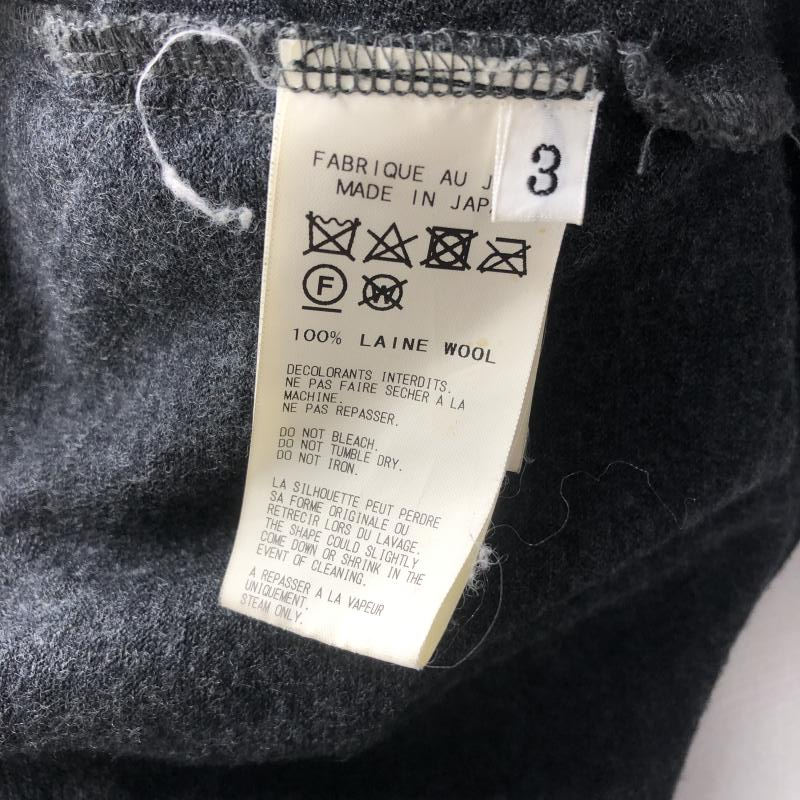 FABRIQUE AU J
MADE IN JAP
3
F
W
100% LAINE WOOL
DECOLORANTS INTERDITS.
NE PAS FAIRE SECHER A LA
MACHINE.
NE PAS REPASSER.
DO NOT BLEACH.
DO NOT TUMBLE DRY.
DO NOT IRON.
LA SILHOUETTE PEUT PERDRE
SA FORME ORIGINALE OU
RETRECIR LORS DU LAVAGE.
THE SHAPE COULD SLIGHTLY
COME DOWN OR SHRINK IN THE
EVENT OF CLEANING.
A REPASSER A LA VAPEUR
UNIQUEMENT.
STEAM ONLY.